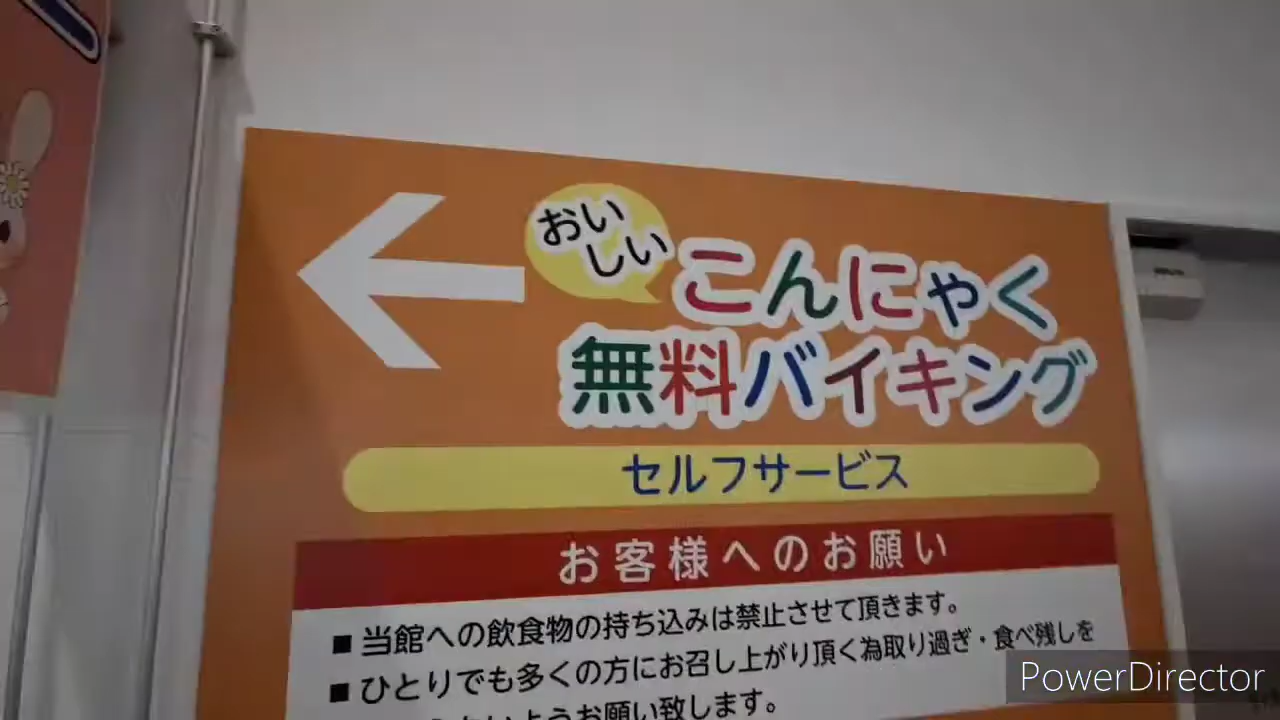 おい
しい
こんにゃく
無料バイキング
セルフサービス
お客様へのお願い
■当館への飲食物の持ち込みは禁止させて頂きます。
■ひとりでも多くの方にお召し上がり頂く為取り過ぎ・食べ残しを
ようお願い致します。
PowerDirector